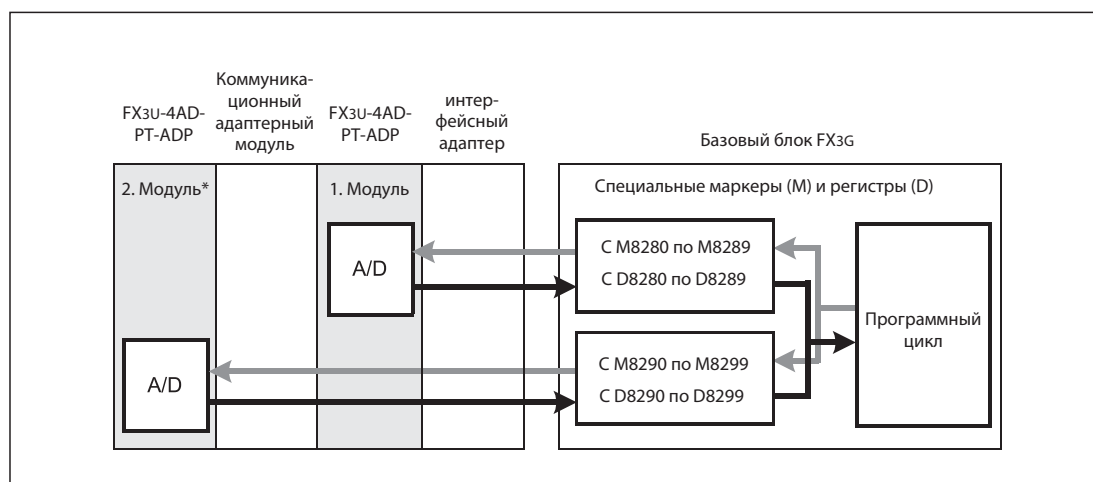 FX3U-4AD-
PT-ADP
Коммуника-
ционный
адаптерный
модуль
FX3U-4AD-
PT-ADP
интер-
фейсный
адаптер
Базовый блок FX3G
2. Модуль*
1. Модуль
Специальные маркеры (M) и регистры (D)
A/D
С M8280 по M8289
С D8280 по D8289
Программный
цикл
A/D
С M8290 по M8299
С D8290 по D8299